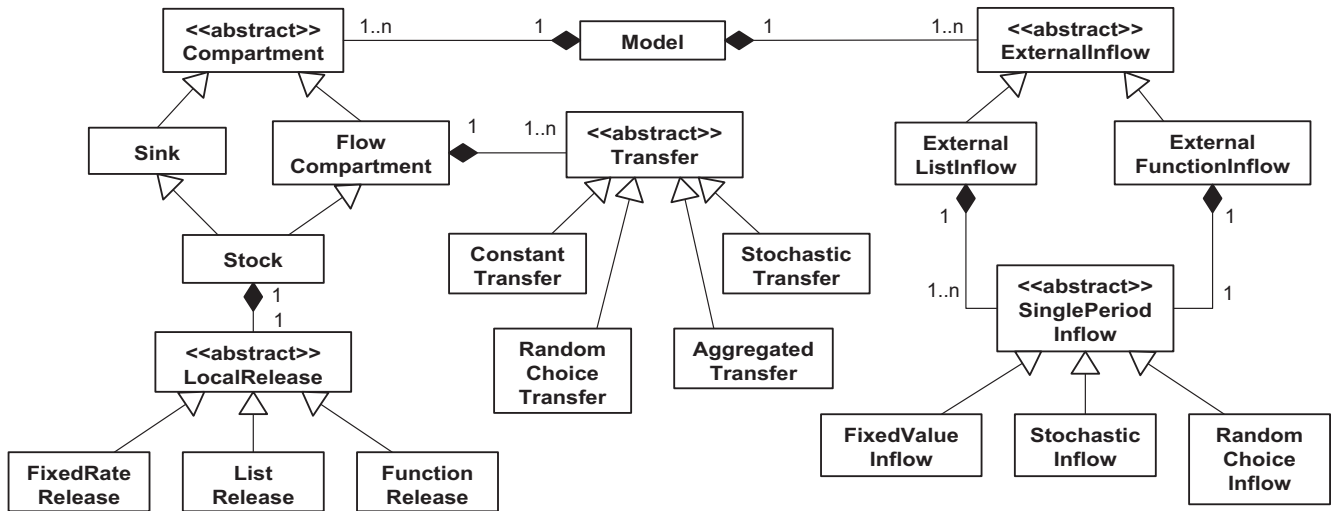 <<abstract>>
Compartment
1..n
1
Model
1
1..n
<<abstract>>
ExternalInflow
Sink
Flow
Compartment
1
1..n
<<abstract>>
Transfer
External
ListInflow
External
FunctionInflow
1
1
Stock
1
1
Constant
Transfer
Stochastic
Transfer
1..n
<<abstract>>
SinglePeriod
Inflow
1
<<abstract>>
LocalRelease
Random
Choice
Transfer
Aggregated
Transfer
FixedRate
Release
List
Release
Function
Release
FixedValue
Inflow
Stochastic
Inflow
Random
Choice
Inflow